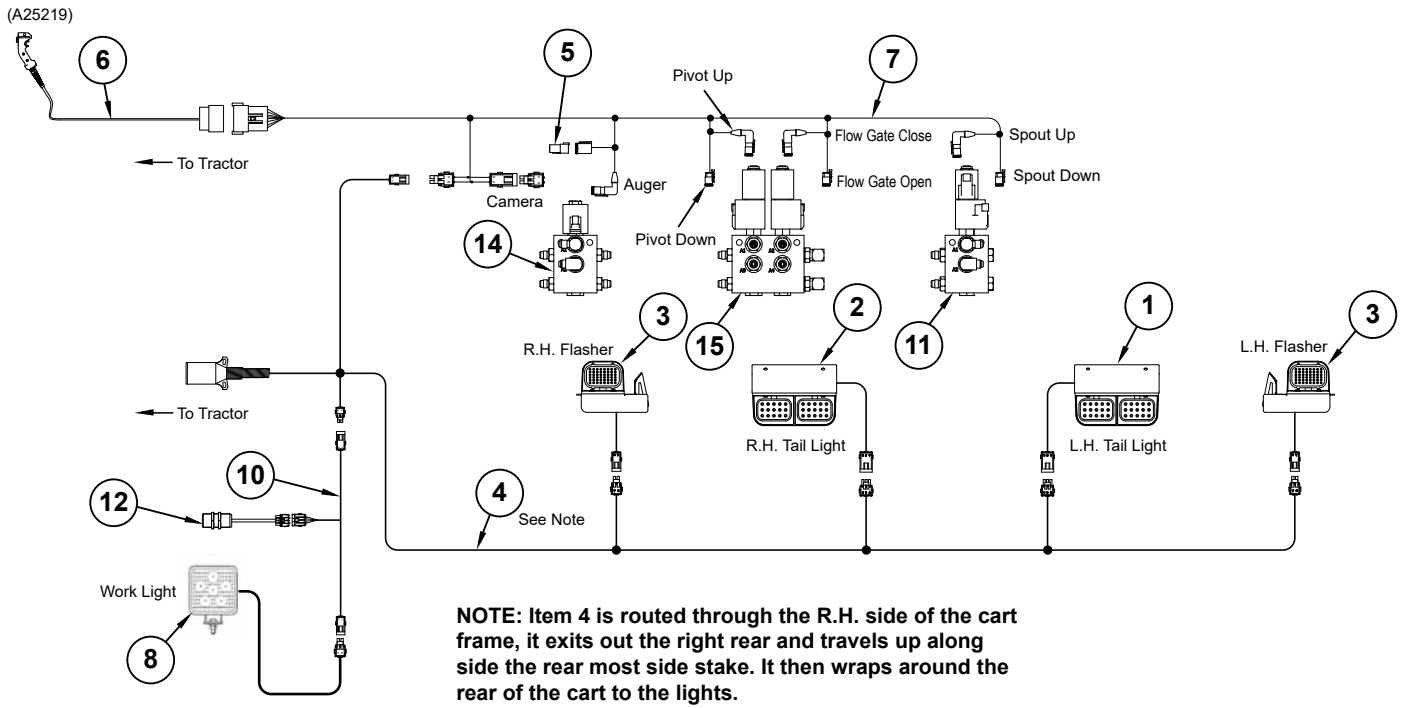 (A25219)
6
5
7
Pivot Up
Flow Gate Close
Spout Up
To Tractor
Auger
Flow Gate Open
Spout Down
Camera
Pivot Down
14
3
15
2
11
1
3
R.H. Flasher
L.H. Flasher
To Tractor
R.H. Tail Light
L.H. Tail Light
10
12
4
See Note
Work Light
8
NOTE: Item 4 is routed through the R.H. side of the cart
frame, it exits out the right rear and travels up along
side the rear most side stake. It then wraps around the
rear of the cart to the lights.